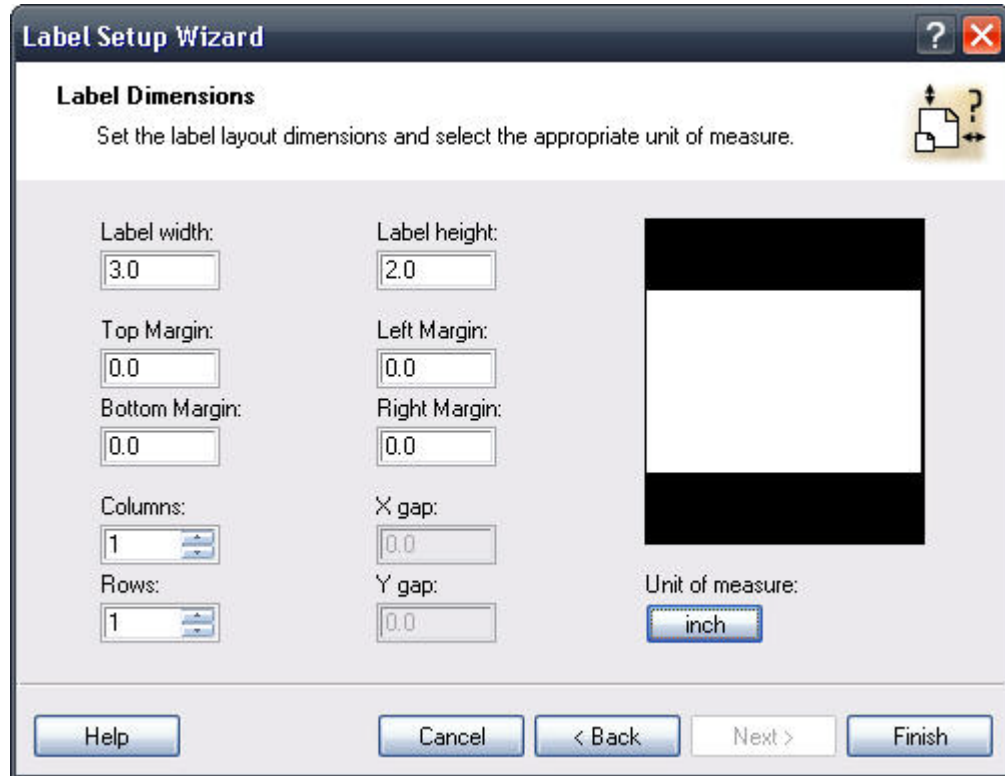 Label Setup Wizard
?
Label Dimensions
Set the label layout dimensions and select the appropriate unit of measure.
?
Label width: Label height:
3.0 2.0
Top Margin: Left Margin:
0.0 0.0
Bottom Margin: Right Margin:
0.0 0.0
Columns: X gap:
1 0.0
Rows: Y gap: Unit of measure:
1 0.0 inch
Help Cancel < Back Next > Finish